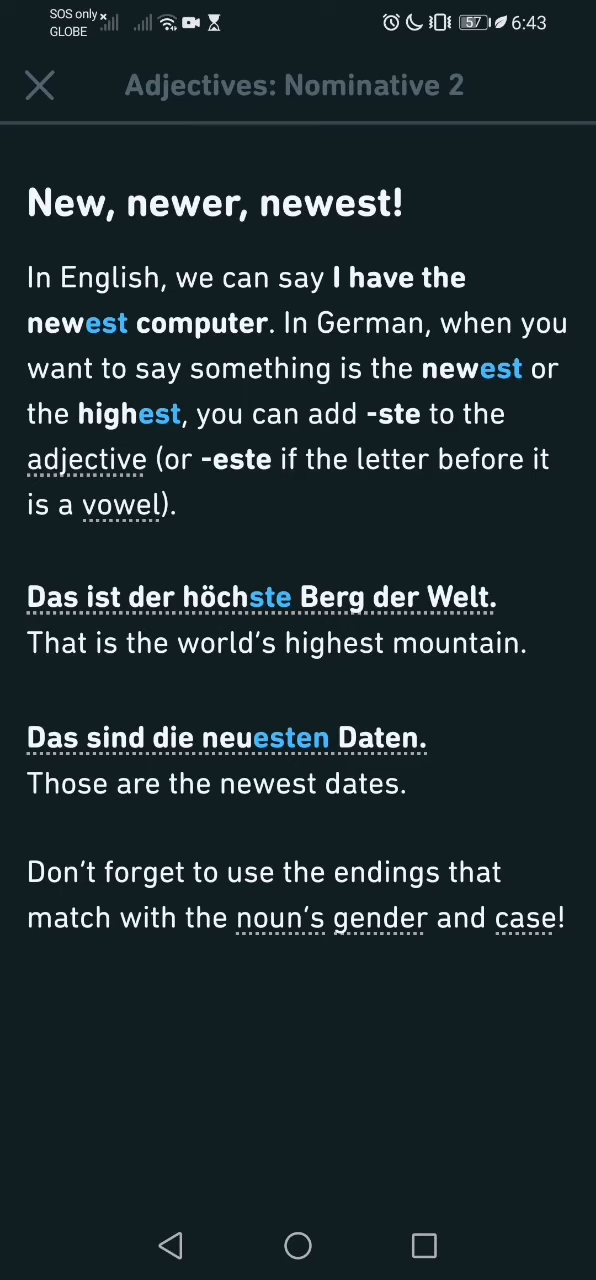 SOS only
GLOBE
57 6:43
Adjectives: Nominative 2
New, newer, newest!
In English, we can say I have the
newest computer. In German, when you
want to say something is the newest or
the highest, you can add -ste to the
adjective (or -este if the letter before it
is a vowel).
Das ist der höchste Berg der Welt.
That is the world's highest mountain.
Das sind die neuesten Daten.
Those are the newest dates.
Don't forget to use the endings that
match with the noun's gender and case!